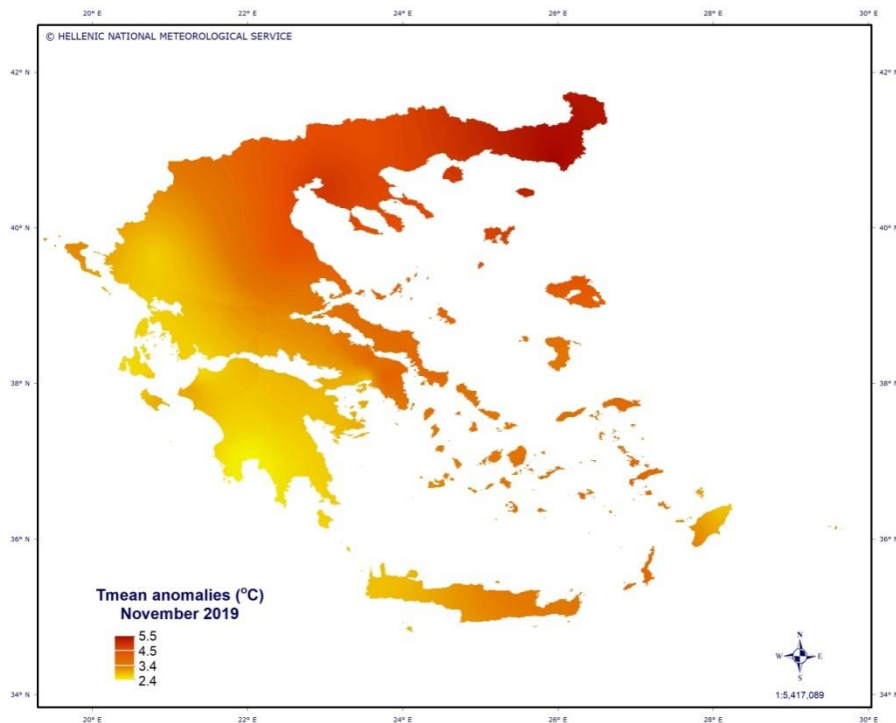 20° E 22° E 24° E 26° E 28° E 30° E
© HELLENIC NATIONAL METEOROLOGICAL SERVICE
42° N 42° N
40° N 40° N
38° N 38° N
36° N 36° N
Tmean anomalies (°C)
November 2019
5.5
4.5
3.4
2.4
N
W E
S
1:5,417,089
34° N 34° N
20° E 22° E 24° E 26° E 28° E 30° E